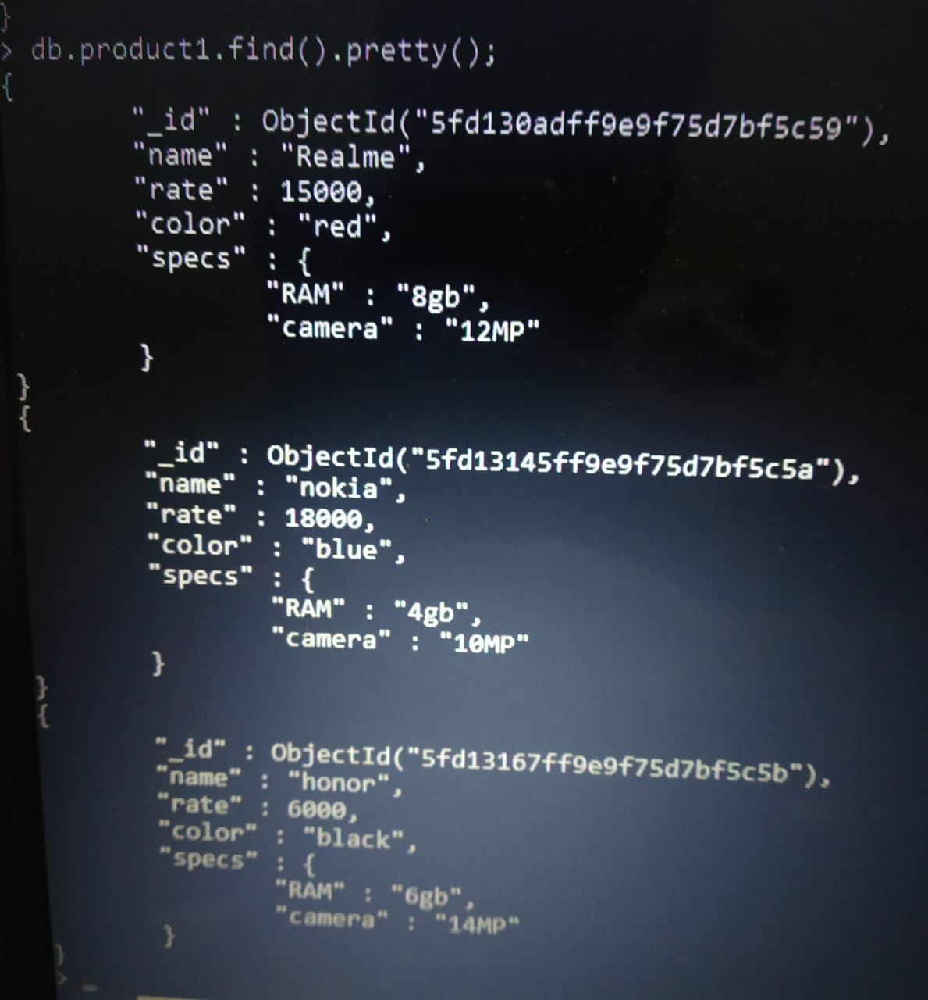 }
> db.product1.find().pretty();
{
"_id" : ObjectId("5fd130adff9e9f75d7bf5c59"),
"name" : "Realme",
"rate" : 15000,
"color" : "red",
"specs" : {
"RAM" : "8gb",
"camera" : "12MP"
}
}
{
"_id" : ObjectId("5fd13145ff9e9f75d7bf5c5a"),
"name" : "nokia",
"rate" : 18000,
"color" : "blue",
"specs" : {
"RAM" : "4gb",
"camera" : "10MP"
}
}
{
"_id" : ObjectId("5fd13167ff9e9f75d7bf5c5b"),
"name" : "honor",
"rate" : 6000,
"color" : "black",
"specs" : {
"RAM" : "6gb",
"camera" : "14MP"
}
}
> _